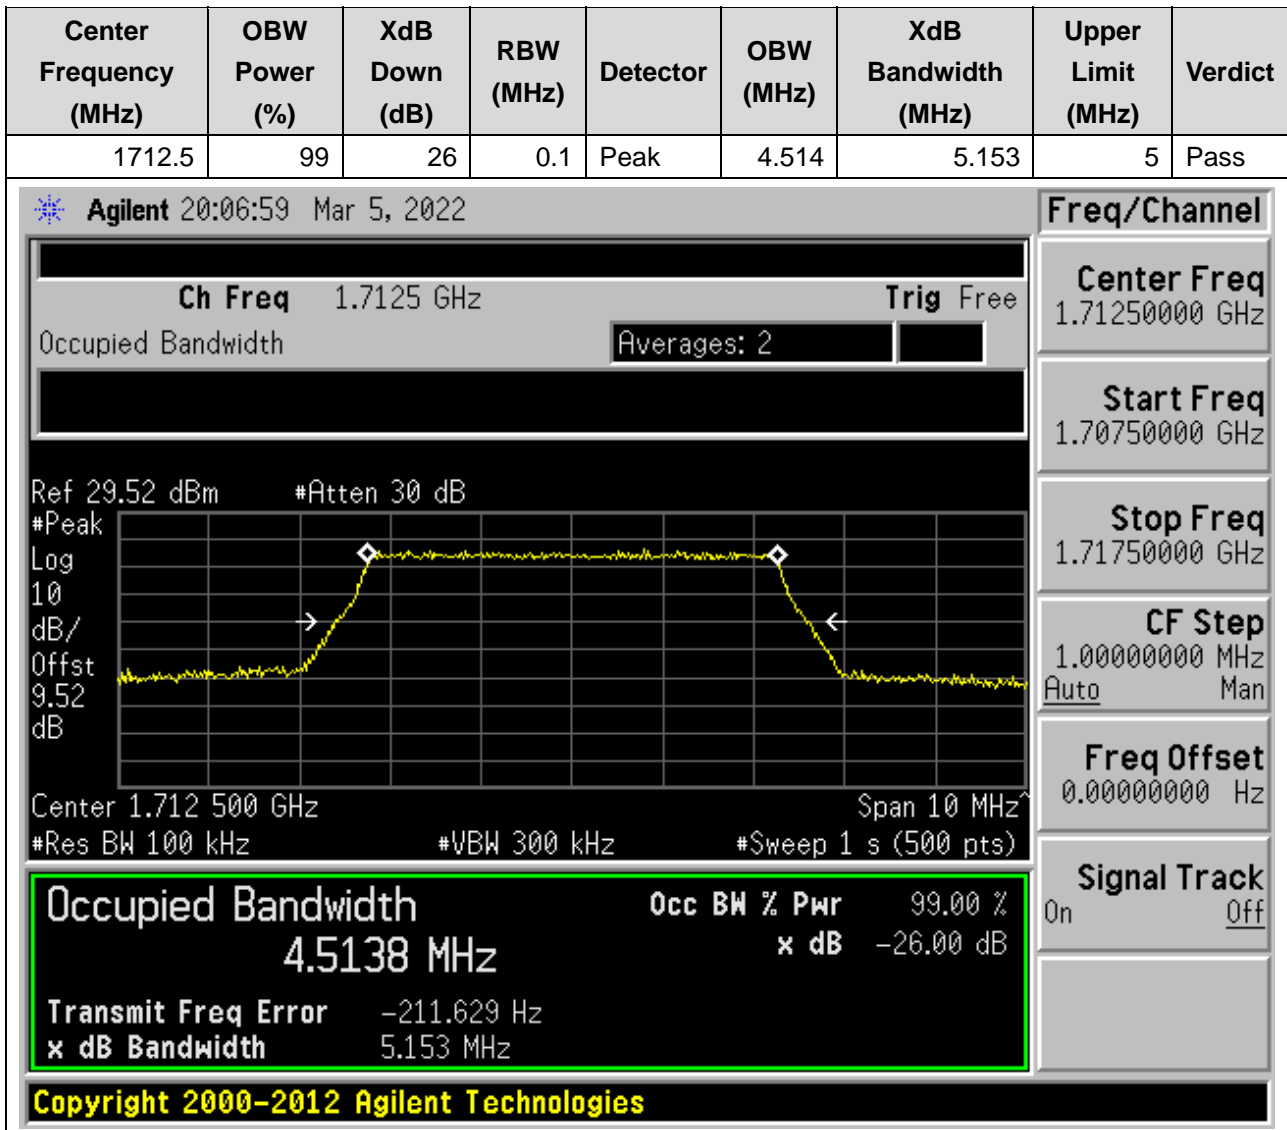 Center Frequency (MHz) OBW Power (%) XdB Down (dB) RBW (MHz) Detector OBW (MHz) XdB Bandwidth (MHz) Upper Limit (MHz) Verdict
1712.5 99 26 0.1 Peak 4.514 5.153 5 Pass
Agilent 20:06:59 Mar 5, 2022
Freq/Channel
Ch Freq 1.7125 GHz Trig Free
Occupied Bandwidth Averages: 2
Center Freq
1.71250000 GHz
Start Freq
1.70750000 GHz
Stop Freq
1.71750000 GHz
CF Step
1.00000000 MHz
Auto Man
Freq Offset
0.00000000 Hz
Signal Track
On Off
Ref 29.52 dBm #Atten 30 dB
#Peak
Log
10
dB/
Offst
9.52
dB
Center 1.712 500 GHz Span 10 MHz^
#Res BW 100 kHz #VBW 300 kHz #Sweep 1 s (500 pts)
Occupied Bandwidth Occ BW % Pwr 99.00 %
4.5138 MHz x dB -26.00 dB
Transmit Freq Error -211.629 Hz
x dB Bandwidth 5.153 MHz
Copyright 2000-2012 Agilent Technologies